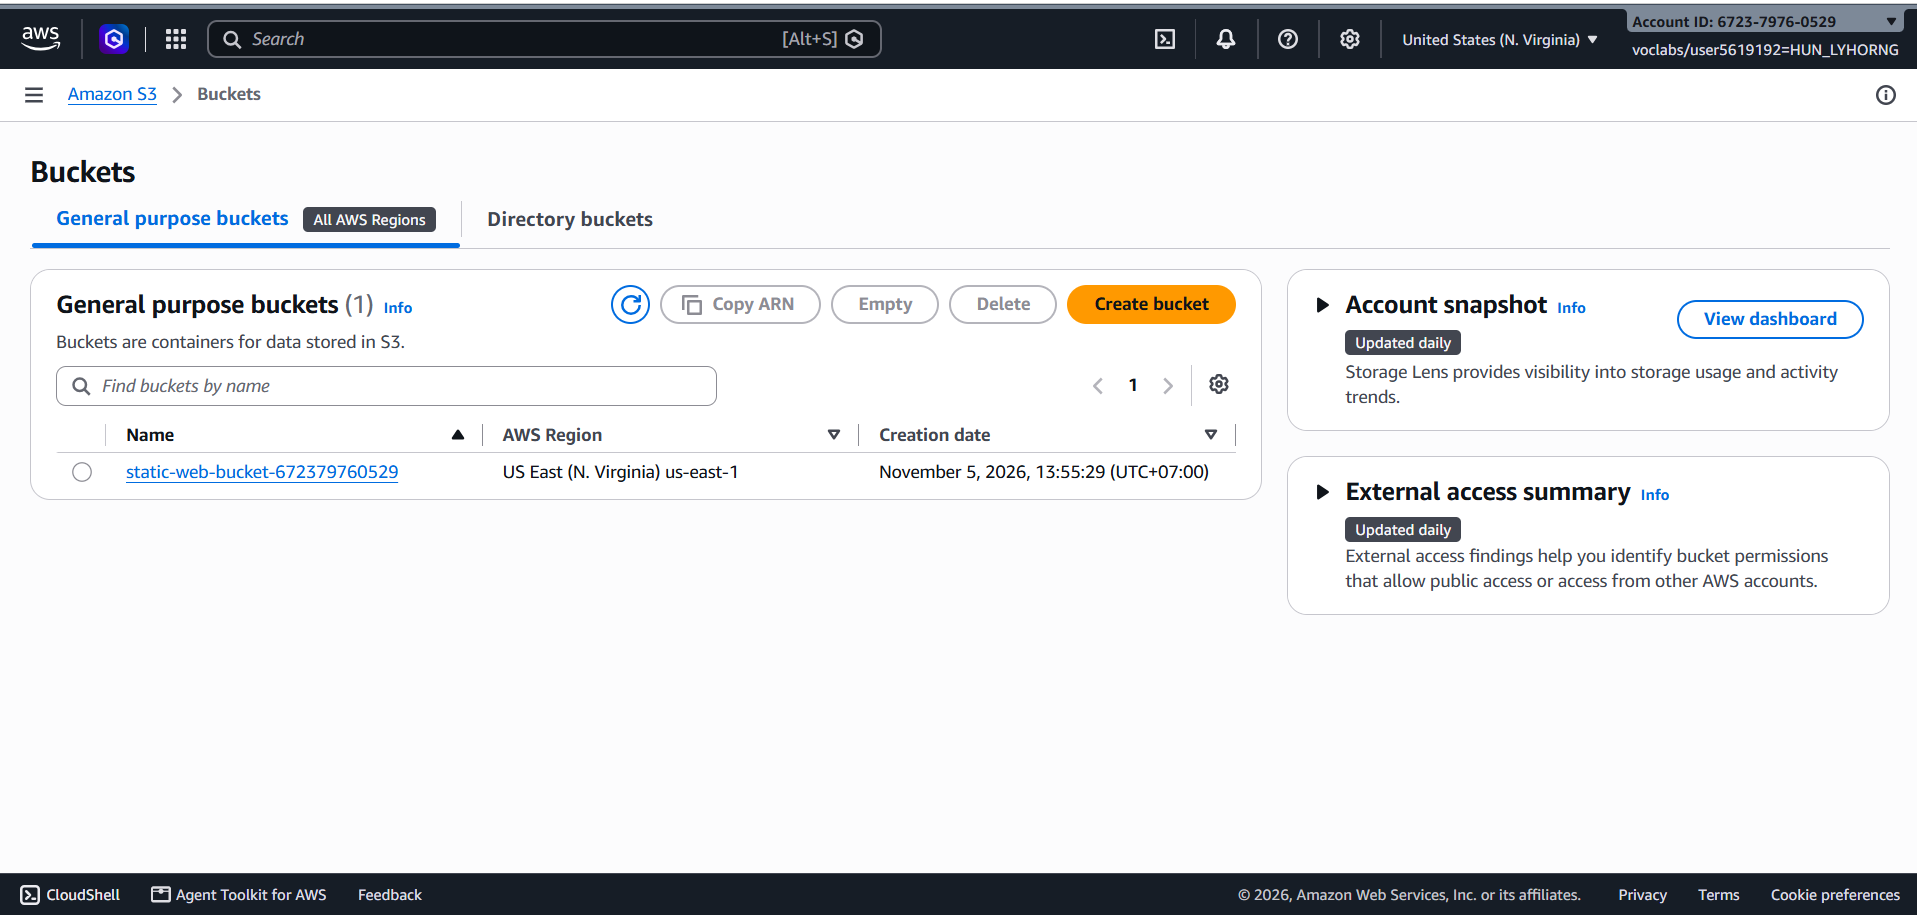 aws
Search [Alt+S]
United States (N. Virginia)
Account ID: 6723-7976-0529
voclabs/user5619192=HUN_LYHORNG
Amazon S3 Buckets
Buckets
General purpose buckets All AWS Regions Directory buckets
General purpose buckets (1) Info
Copy ARN Empty Delete Create bucket
Buckets are containers for data stored in S3.
Find buckets by name
1
Name AWS Region Creation date
static-web-bucket-672379760529 US East (N. Virginia) us-east-1 November 5, 2026, 13:55:29 (UTC+07:00)
Account snapshot Info
View dashboard
Updated daily
Storage Lens provides visibility into storage usage and activity
trends.
External access summary Info
Updated daily
External access findings help you identify bucket permissions
that allow public access or access from other AWS accounts.
CloudShell Agent Toolkit for AWS Feedback © 2026, Amazon Web Services, Inc. or its affiliates. Privacy Terms Cookie preferences